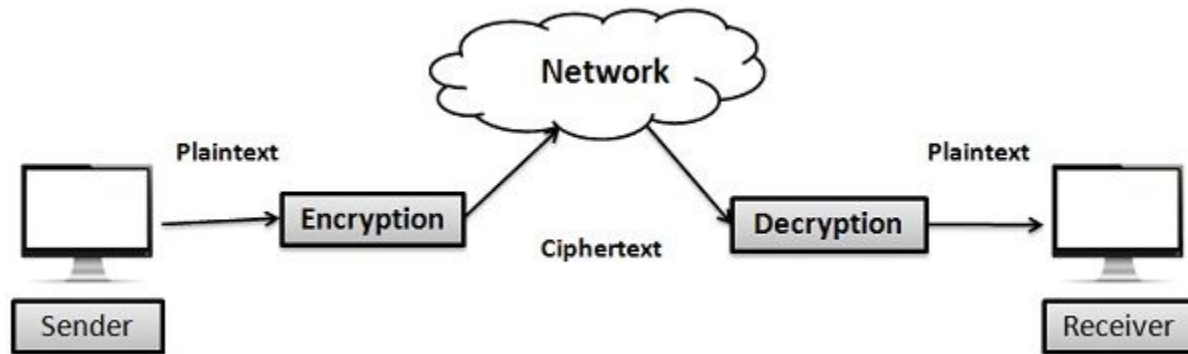 Network
Plaintext
Plaintext
Encryption
Decryption
Ciphertext
Sender
Receiver